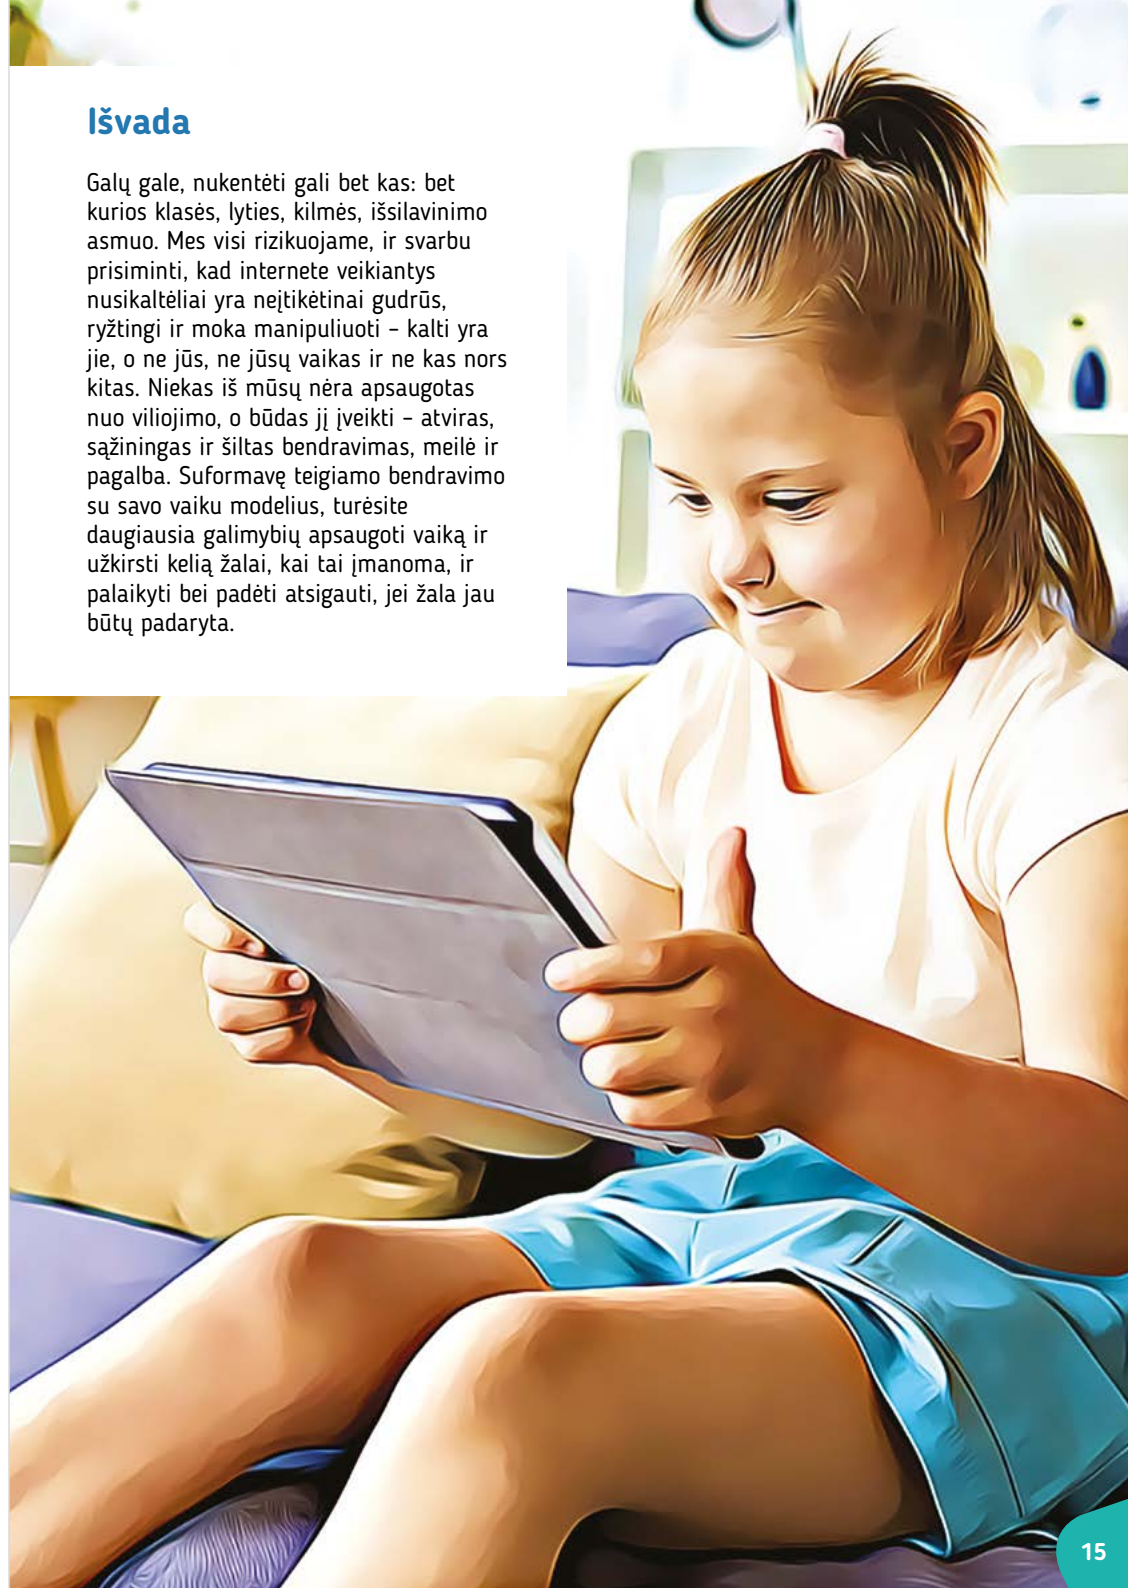 Išvada
Galų gale, nukentėti gali bet kas: bet
kurios klasės, lyties, kilmės, išsilavinimo
asmuo. Mes visi rizikuojame, ir svarbu
prisiminti, kad internete veikiantys
nusikaltėliai yra neįtikėtinai gudrūs,
ryžtingi ir moka manipuliuoti – kalti yra
jie, o ne jūs, ne jūsų vaikas ir ne kas nors
kitas. Niekas iš mūsų nėra apsaugotas
nuo viliojimo, o būdas jį įveikti – atviras,
sąžiningas ir šiltas bendravimas, meilė ir
pagalba. Suformavę teigiamo bendravimo
su savo vaiku modelius, turėsite
daugiausia galimybių apsaugoti vaiką ir
užkirsti kelią žalai, kai tai įmanoma, ir
palaikyti bei padėti atsigauti, jei žala jau
būtų padaryta.
15